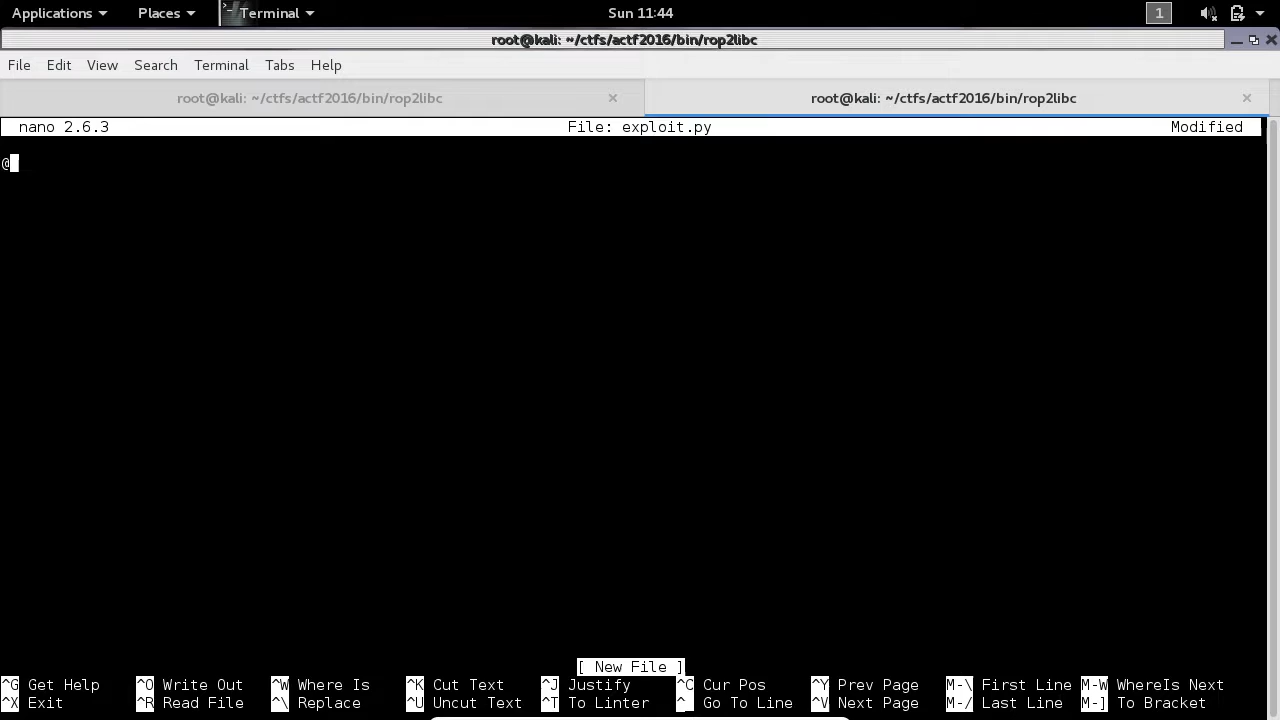 Applications Places Terminal Sun 11:44 1
root@kali: ~/ctfs/actf2016/bin/rop2libc
File Edit View Search Terminal Tabs Help
root@kali: ~/ctfs/actf2016/bin/rop2libc × root@kali: ~/ctfs/actf2016/bin/rop2libc ×
nano 2.6.3 File: exploit.py Modified
@
[ New File ]
^G Get Help ^O Write Out ^W Where Is ^K Cut Text ^J Justify ^C Cur Pos ^Y Prev Page M-\ First Line M-W WhereIs Next
^X Exit ^R Read File ^\ Replace ^U Uncut Text ^T To Linter ^_ Go To Line ^V Next Page M-/ Last Line M-] To Bracket